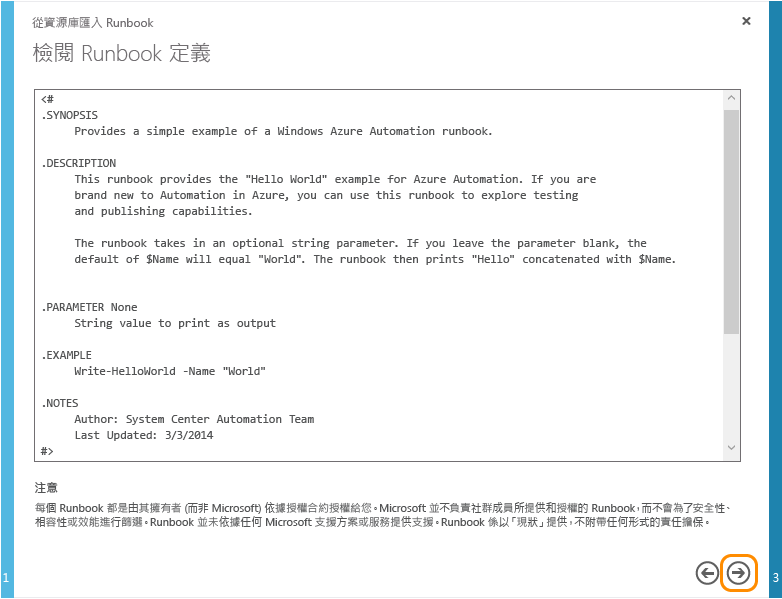 從資源庫匯入 Runbook
檢閱 Runbook 定義
<#
.SYNOPSIS
Provides a simple example of a Windows Azure Automation runbook.
.DESCRIPTION
This runbook provides the "Hello World" example for Azure Automation. If you are
brand new to Automation in Azure, you can use this runbook to explore testing
and publishing capabilities.
The runbook takes in an optional string parameter. If you leave the parameter blank, the
default of $Name will equal "World". The runbook then prints "Hello" concatenated with $Name.
.PARAMETER None
String value to print as output
.EXAMPLE
Write-HelloWorld -Name "World"
.NOTES
Author: System Center Automation Team
Last Updated: 3/3/2014
#>
注意
每個 Runbook 都是由其擁有者 (而非 Microsoft) 依據授權合約授權給您。Microsoft 並不負責社群成員所提供和授權的 Runbook，而不會為了安全性、
相容性或效能進行篩選。Runbook 並未依據任何 Microsoft 支援方案或服務提供支援。Runbook 係以「現狀」提供，不附帶任何形式的責任擔保。
1
3